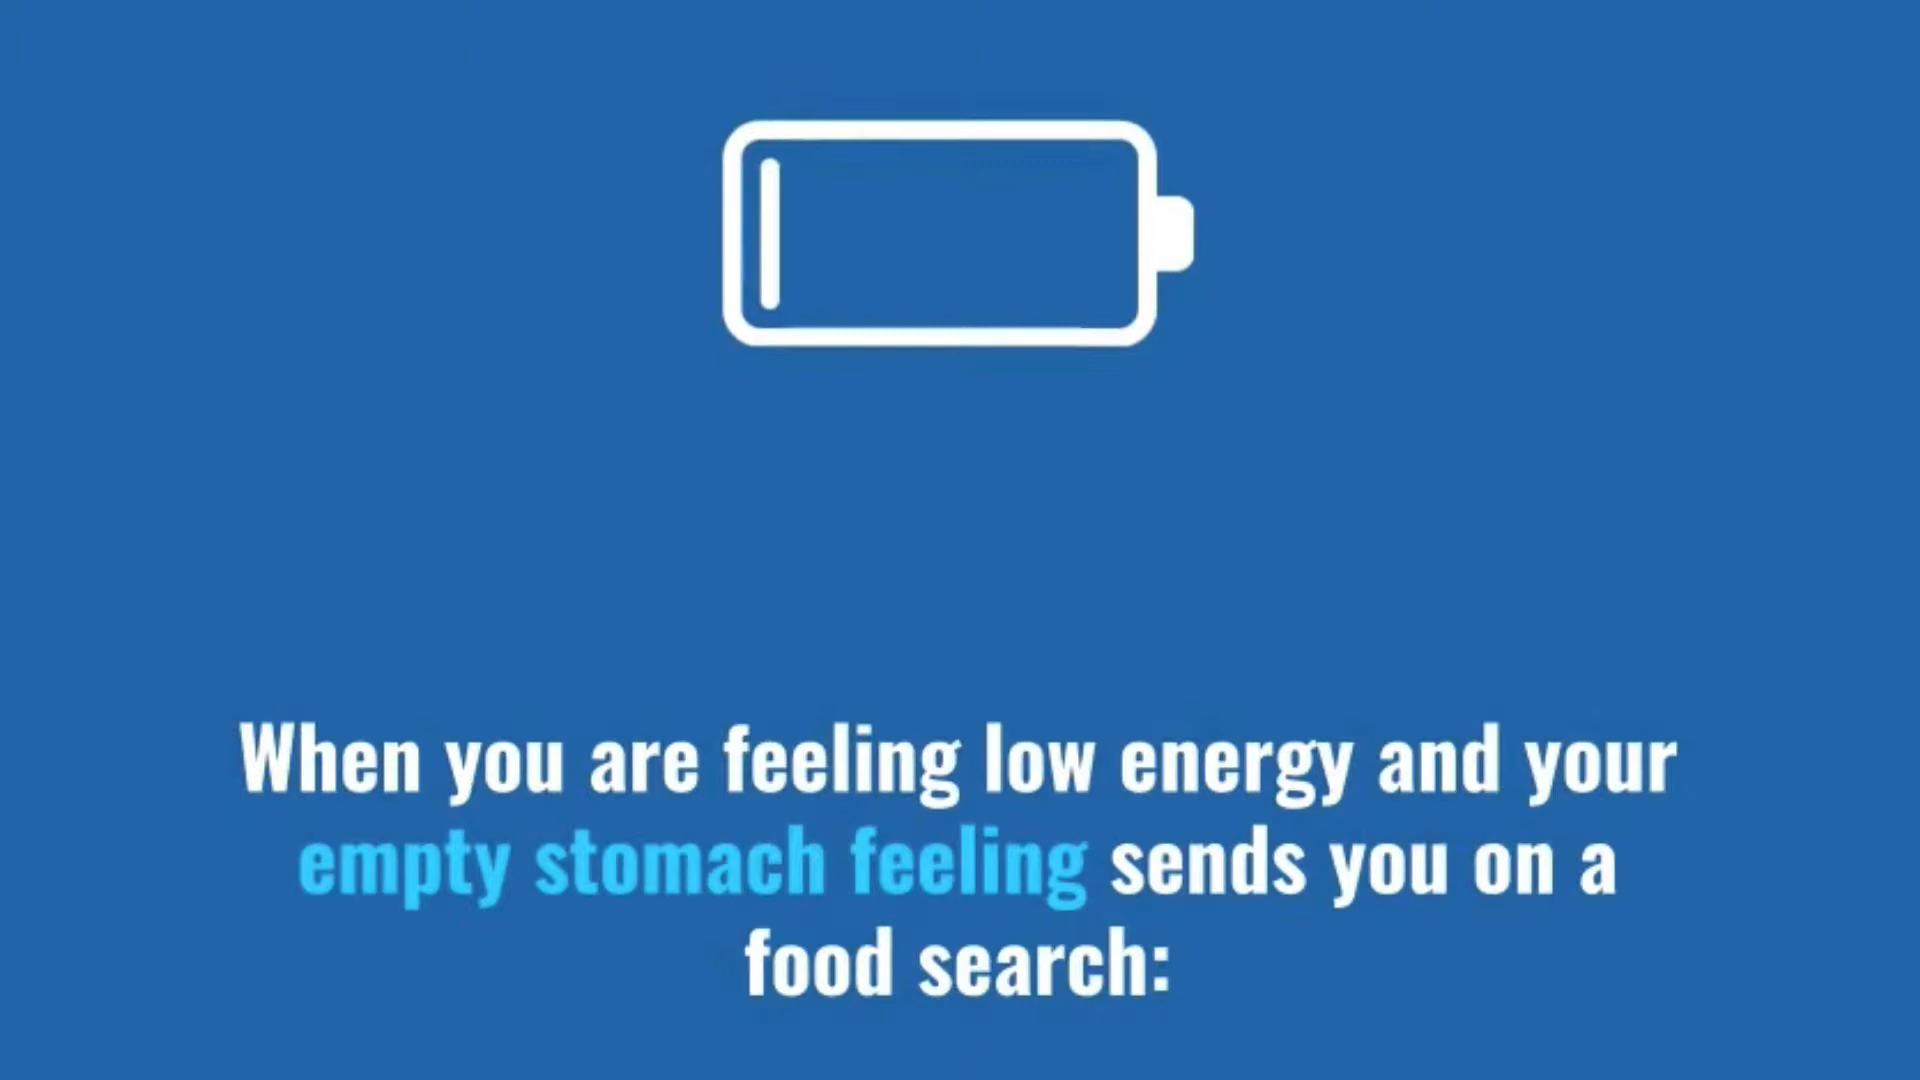 When you are feeling low energy and your
empty stomach feeling sends you on a
food search: